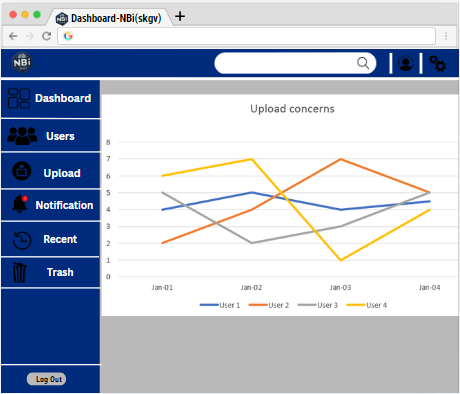 Dashboard-NBi(skgv)
NBi
Dashboard
Users
Upload
Notification
Recent
Trash
Log Out
Upload concerns
8
7
6
5
4
3
2
1
0
Jan-01 Jan-02 Jan-03 Jan-04
User 1 User 2 User 3 User 4